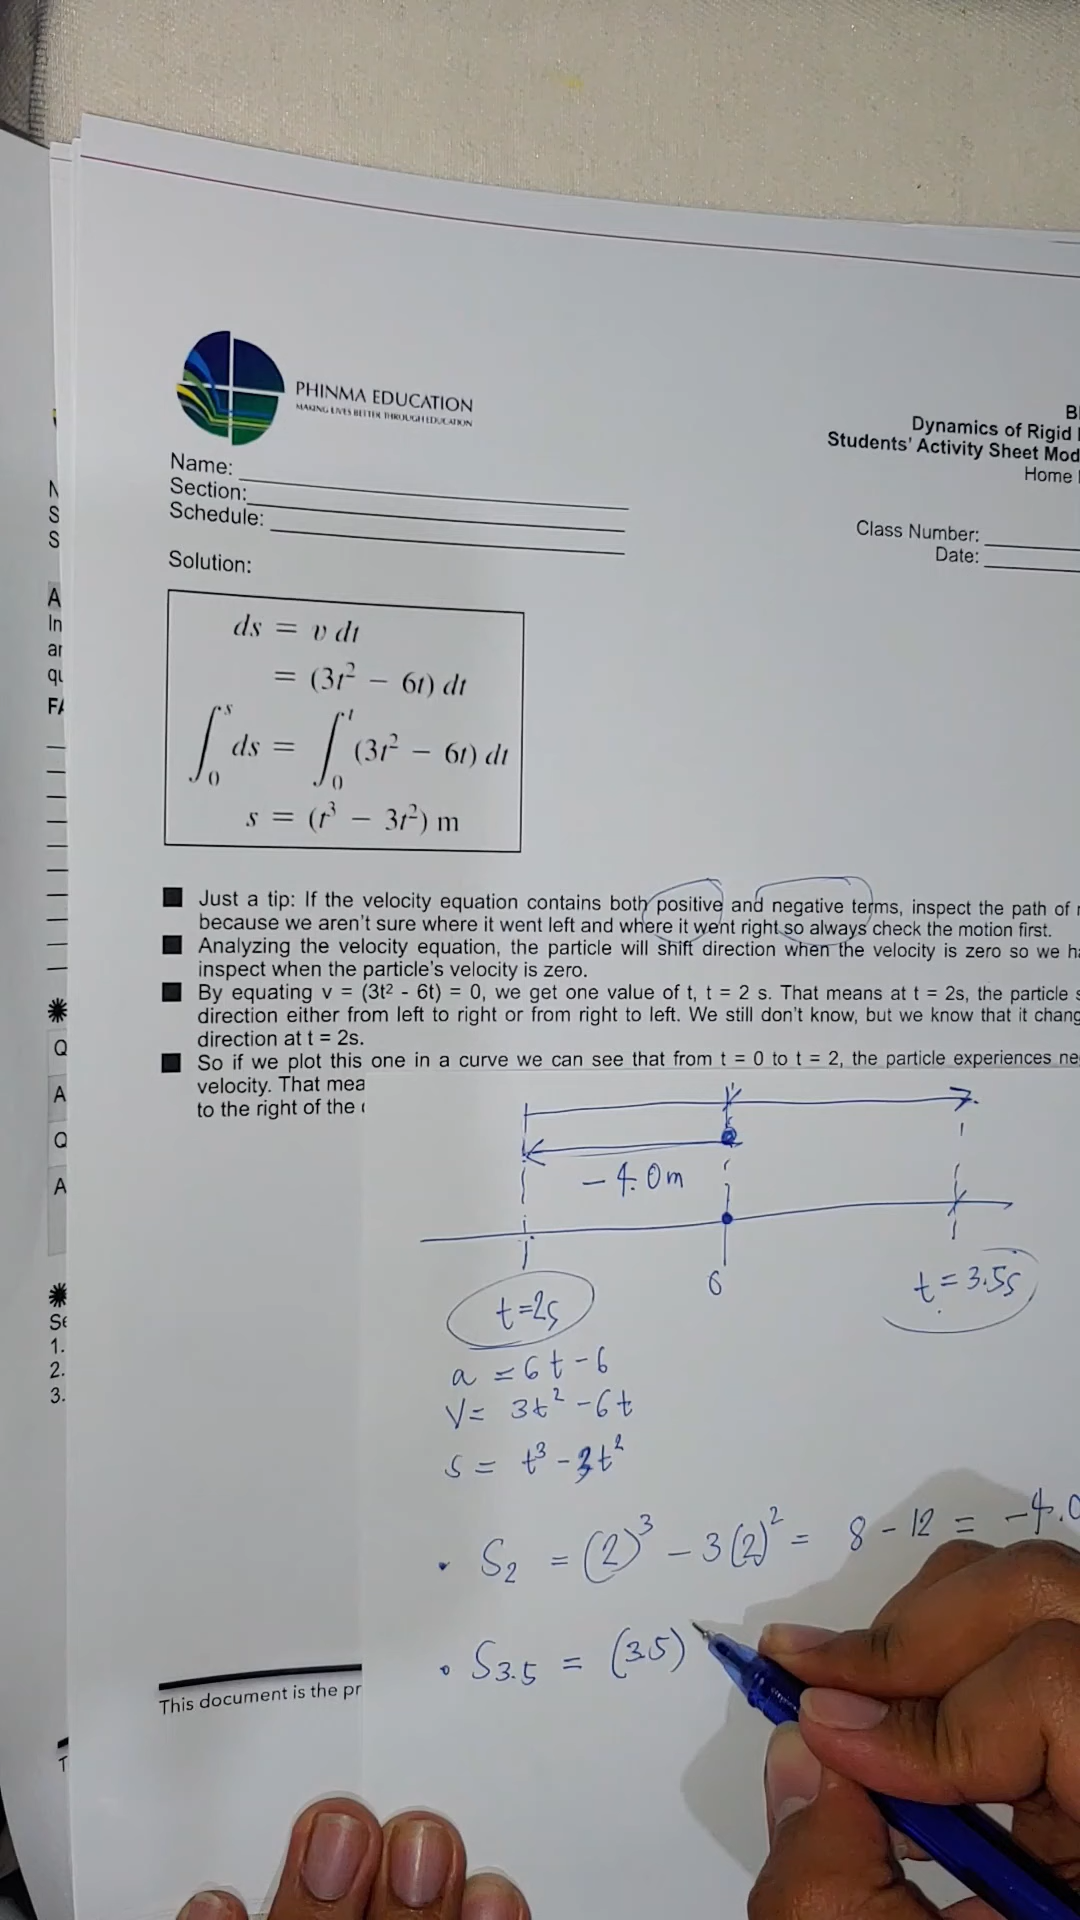 PHINMA EDUCATION
MAKING LIVES BETTER THROUGH EDUCATION
Dynamics of Rigid
Students' Activity Sheet Mod
Home
Name:
Section:
Schedule:
Class Number:
Date:
Solution:
ds = v dt
= (3t² − 6t) dt
∫₀ˢ ds = ∫₀ᵗ (3t² − 6t) dt
s = (t³ − 3t²) m
■ Just a tip: If the velocity equation contains both positive and negative terms, inspect the path of
because we aren't sure where it went left and where it went right so always check the motion first.
■ Analyzing the velocity equation, the particle will shift direction when the velocity is zero so we ha
inspect when the particle's velocity is zero.
■ By equating v = (3t² - 6t) = 0, we get one value of t, t = 2 s. That means at t = 2s, the particle s
direction either from left to right or from right to left. We still don't know, but we know that it chang
direction at t = 2s.
■ So if we plot this one in a curve we can see that from t = 0 to t = 2, the particle experiences ne
velocity. That mea
to the right of the
− 4.0m
t=2s
t = 3.5s
a = 6t - 6
V = 3t² - 6t
s = t³ - 3t²
• S₂ = (2)³ − 3(2)² = 8 − 12 = −4.0
• S₃.₅ = (3.5)
This document is the pr
N
S
S
A
In
ar
qu
FA
Q
A
Q
A
Se
1.
2.
3.
T